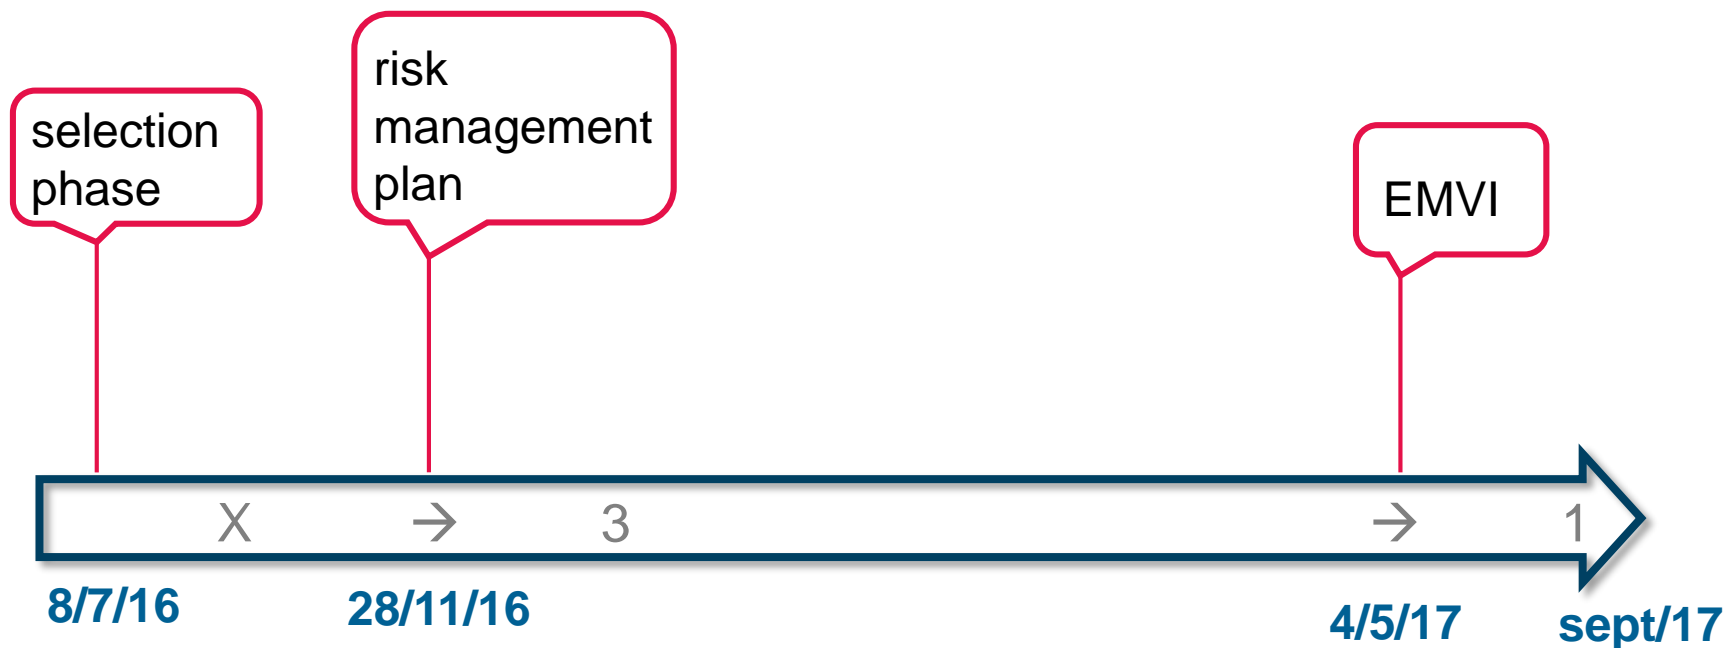 selection
phase
risk
management
plan
EMVI
X → 3 → 1
8/7/16 28/11/16 4/5/17 sept/17